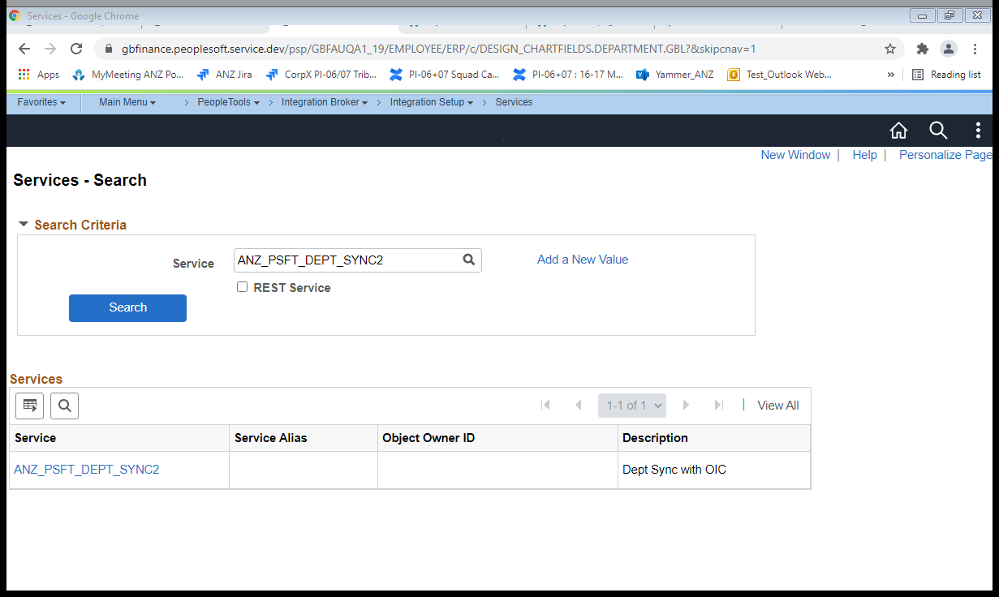 Services - Google Chrome
gbfinance.peoplesoft.service.dev/psp/GBFAUQA1_19/EMPLOYEE/ERP/c/DESIGN_CHARTFIELDS.DEPARTMENT.GBL?&skipcnav=1
Apps MyMeeting ANZ Po... ANZ Jira CorpX PI-06/07 Trib... PI-06+07 Squad Ca... PI-06+07 : 16-17 M... Yammer_ANZ Test_Outlook Web... » Reading list
Favorites Main Menu > PeopleTools > Integration Broker > Integration Setup > Services
New Window | Help | Personalize Page
Services - Search
Search Criteria
Service ANZ_PSFT_DEPT_SYNC2 Add a New Value
REST Service
Search
Services
1-1 of 1 | View All
Service Service Alias Object Owner ID Description
ANZ_PSFT_DEPT_SYNC2 Dept Sync with OIC